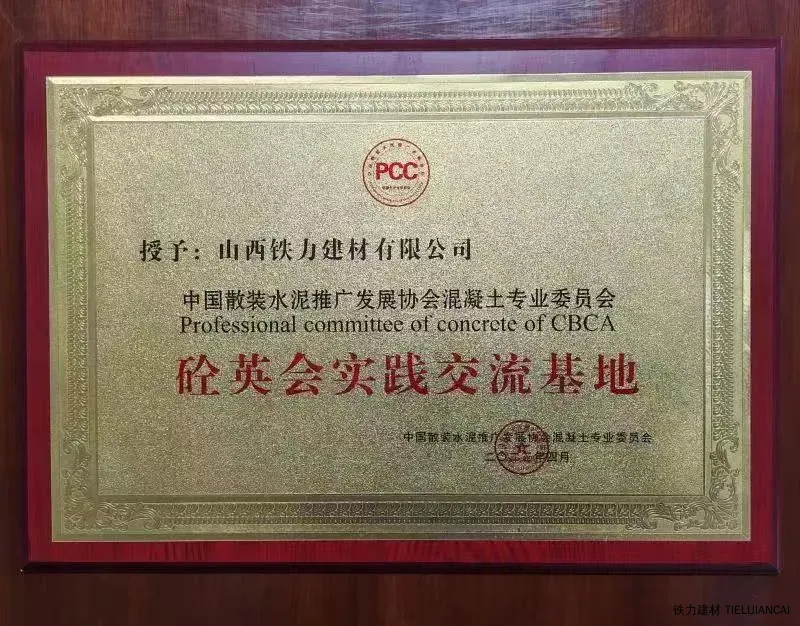 PCC
授予：山西铁力建材有限公司
中国散装水泥推广发展协会混凝土专业委员会
Professional committee of concrete of CBCA
砼英会实践交流基地
中国散装水泥推广发展协会混凝土专业委员会
二〇 年四月
铁力建材 TIELIJIANCAI